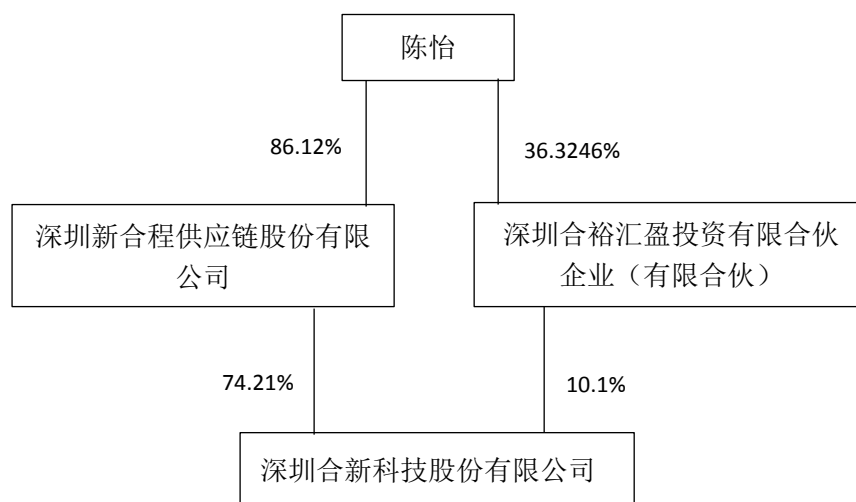 陈怡
86.12%
36.3246%
深圳新合程供应链股份有限
公司
深圳合裕汇盈投资有限合伙
企业（有限合伙）
74.21%
10.1%
深圳合新科技股份有限公司